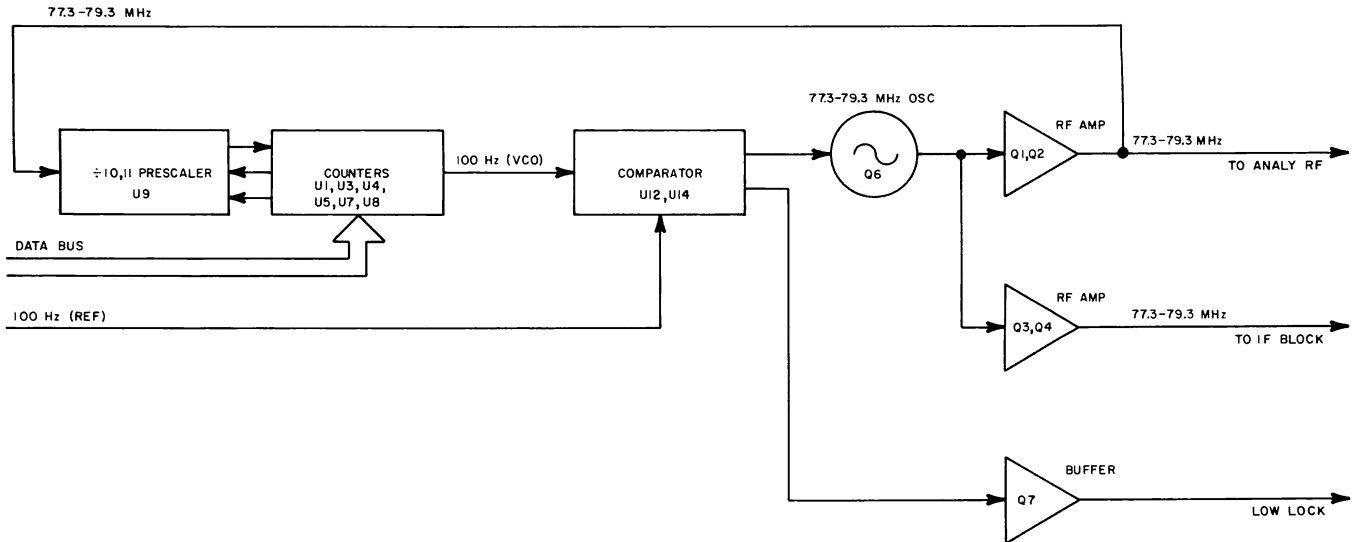 77.3-79.3 MHz
77.3-79.3 MHz OSC
RF AMP
÷10,11 PRESCALER
U9
COUNTERS
U1,U3,U4,
U5,U7,U8
100 Hz (VCO)
COMPARATOR
U12,U14
Q6
Q1,Q2
77.3-79.3 MHz
TO ANALY RF
DATA BUS
100 Hz (REF)
RF AMP
Q3,Q4
77.3-79.3 MHz
TO IF BLOCK
BUFFER
Q7
LOW LOCK